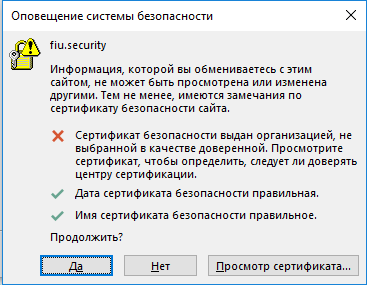 Оповещение системы безопасности
fiu.security
Информация, которой вы обмениваетесь с этим
сайтом, не может быть просмотрена или изменена
другими. Тем не менее, имеются замечания по
сертификату безопасности сайта.
Сертификат безопасности выдан организацией, не
выбранной в качестве доверенной. Просмотрите
сертификат, чтобы определить, следует ли доверять
центру сертификации.
Дата сертификата безопасности правильная.
Имя сертификата безопасности правильное.
Продолжить?
Да Нет Просмотр сертификата...